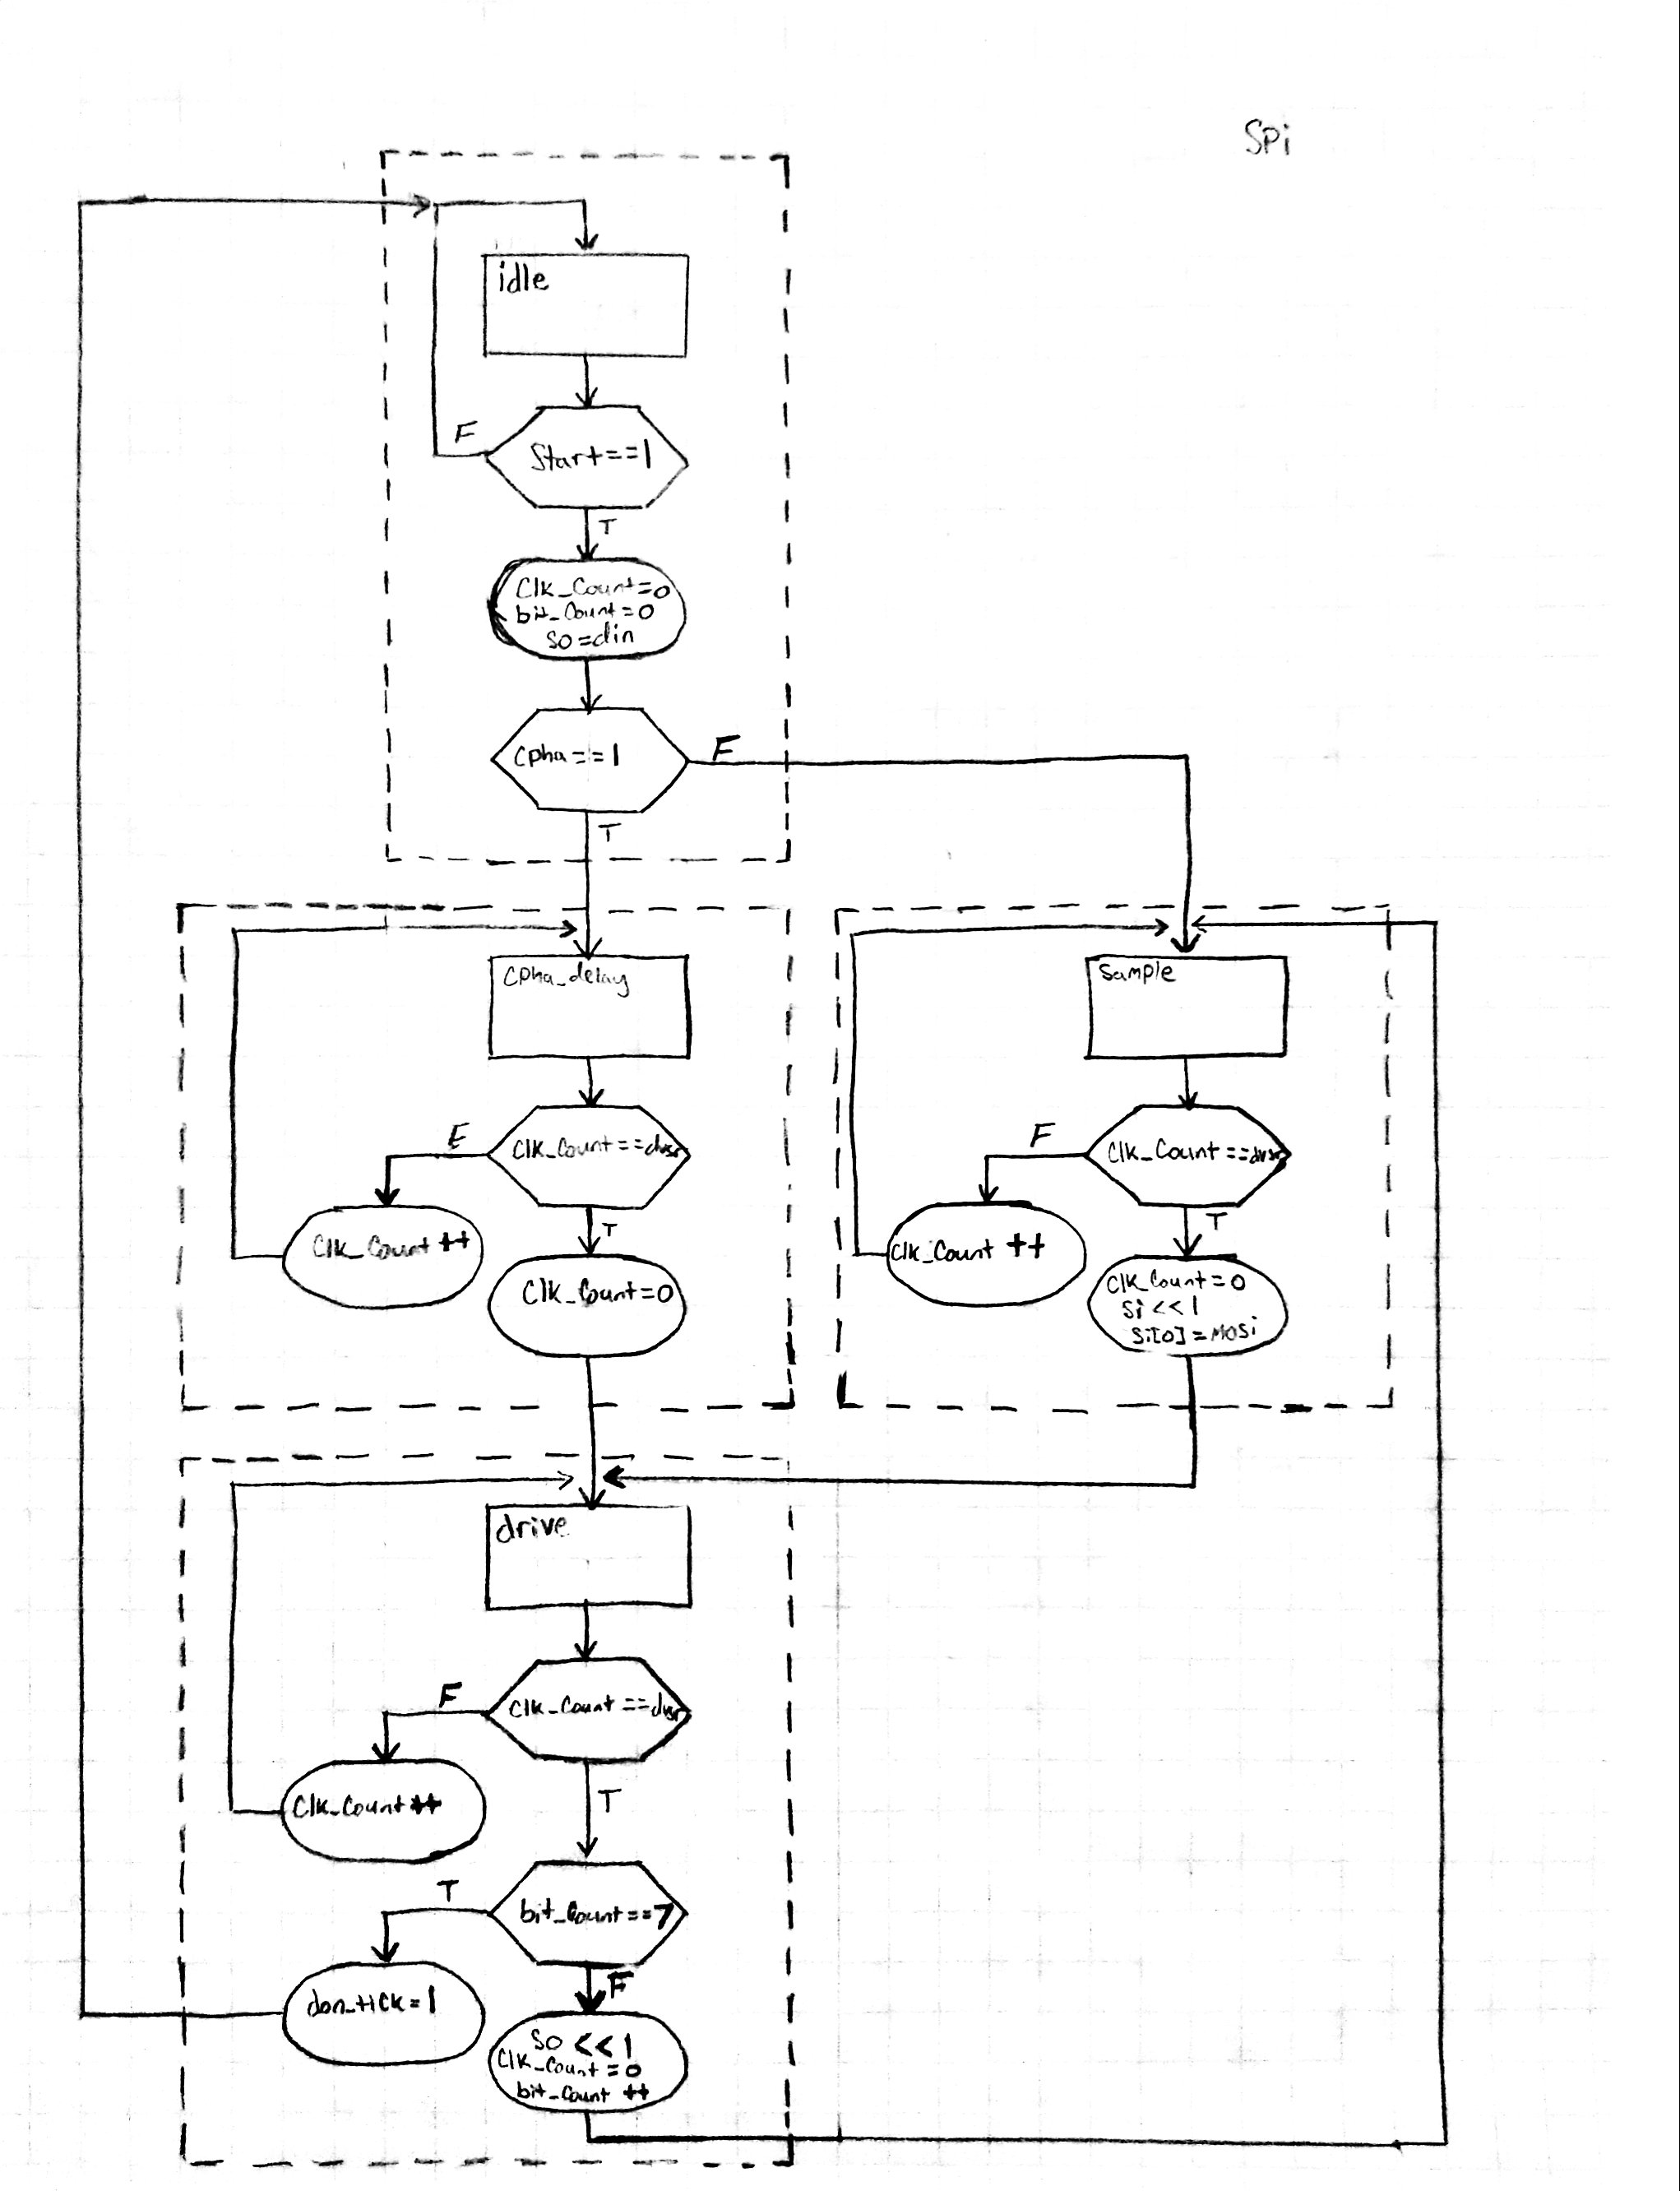 SPi
idle
F
Start==1
T
Clk_Count=0
bit_Count=0
so=din
Cpha==1
F
T
Cpha_delay
Sample
F
Clk_Count==dvsr
F
Clk_Count==dvsr
T
T
Clk_Count ++
Clk_Count=0
Clk_Count ++
Clk_Count=0
Si<<1
Si[0]=MOSi
drive
F
Clk_Count==dvsr
T
Clk_Count++
T
bit_Count==7
F
don_tick=1
So <<1
Clk_Count=0
bit_Count ++